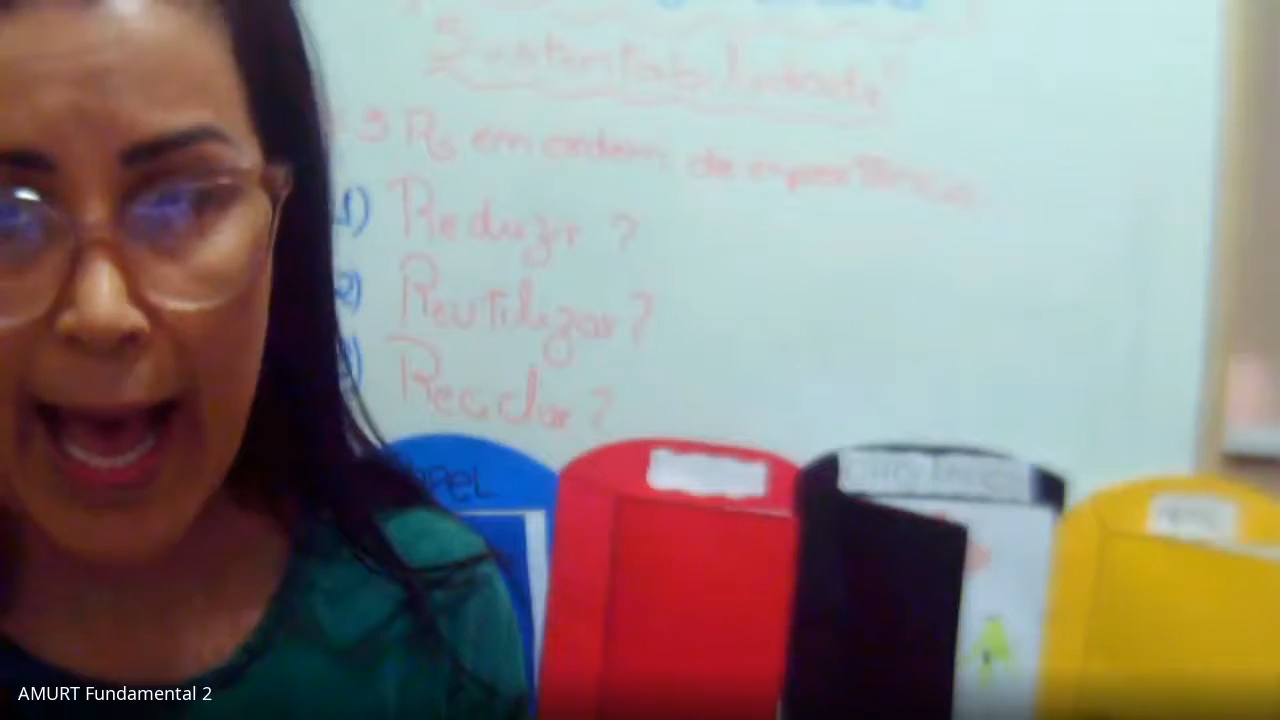 Sustentabilidade"
3 Rs em ordem de importância
1) Reduzir ?
2) Reutilizar ?
3) Reciclar ?
PAPEL
AMURT Fundamental 2